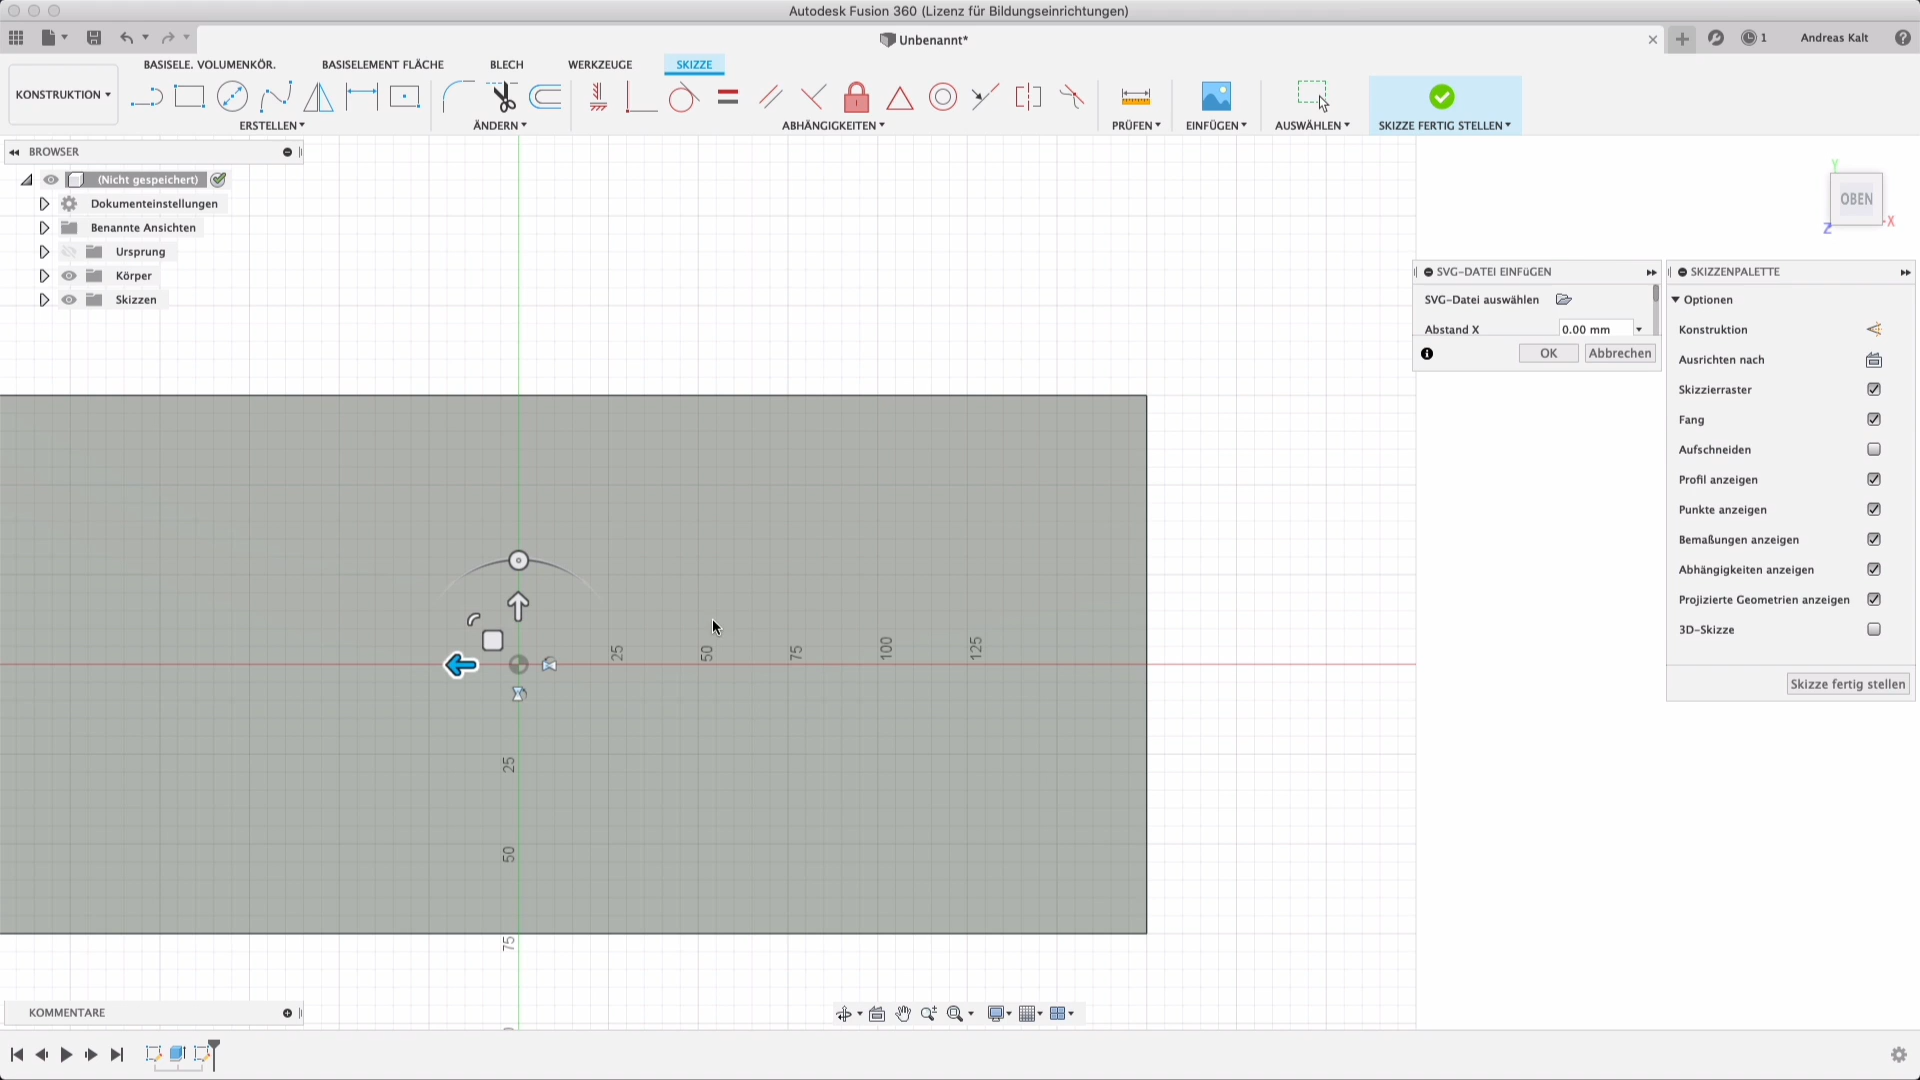 Autodesk Fusion 360 (Lizenz für Bildungseinrichtungen)
Unbenannt*
1
Andreas Kalt
BASISELE. VOLUMENKÖR.
BASISELEMENT FLÄCHE
BLECH
WERKZEUGE
SKIZZE
KONSTRUKTION
ERSTELLEN
ÄNDERN
ABHÄNGIGKEITEN
PRÜFEN
EINFÜGEN
AUSWÄHLEN
SKIZZE FERTIG STELLEN
BROWSER
(Nicht gespeichert)
Dokumenteinstellungen
Benannte Ansichten
Ursprung
Körper
Skizzen
Y
OBEN
Z
X
SVG-DATEI EINFüGEN
SVG-Datei auswählen
Abstand X
0.00 mm
OK
Abbrechen
SKIZZENPALETTE
Optionen
Konstruktion
Ausrichten nach
Skizzierraster
Fang
Aufschneiden
Profil anzeigen
Punkte anzeigen
Bemaßungen anzeigen
Abhängigkeiten anzeigen
Projizierte Geometrien anzeigen
3D-Skizze
Skizze fertig stellen
25
50
75
100
125
25
50
75
KOMMENTARE